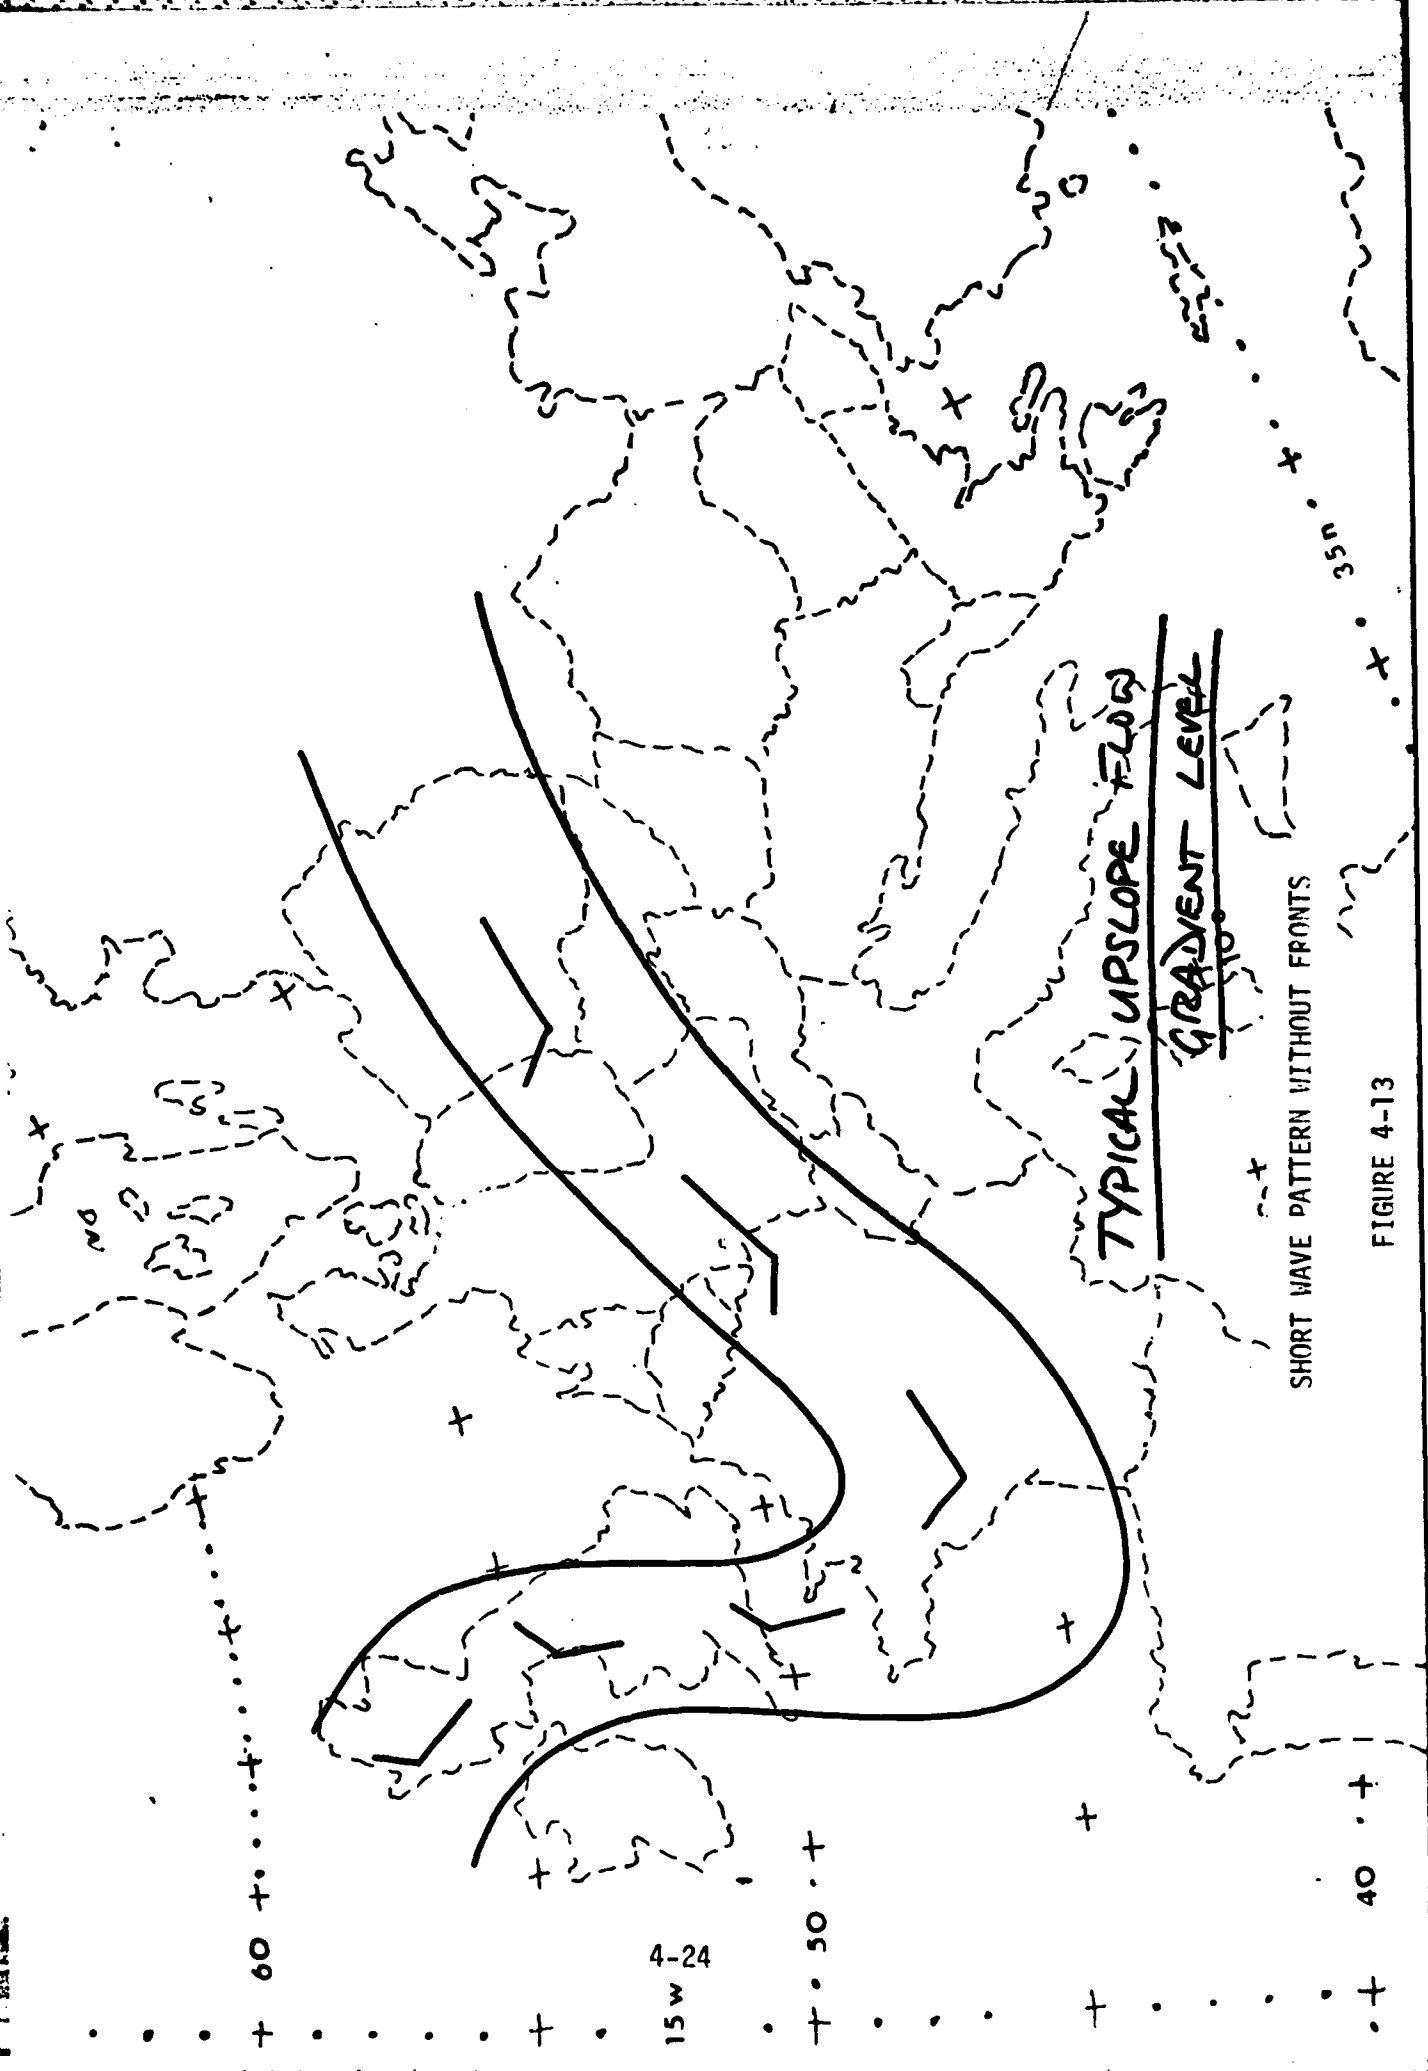 TYPICAL UPSLOPE FLOW
GRADIENT LEVEL
SHORT WAVE PATTERN WITHOUT FRONTS
FIGURE 4-13
4-24
60
50
40
15W
35N
10°